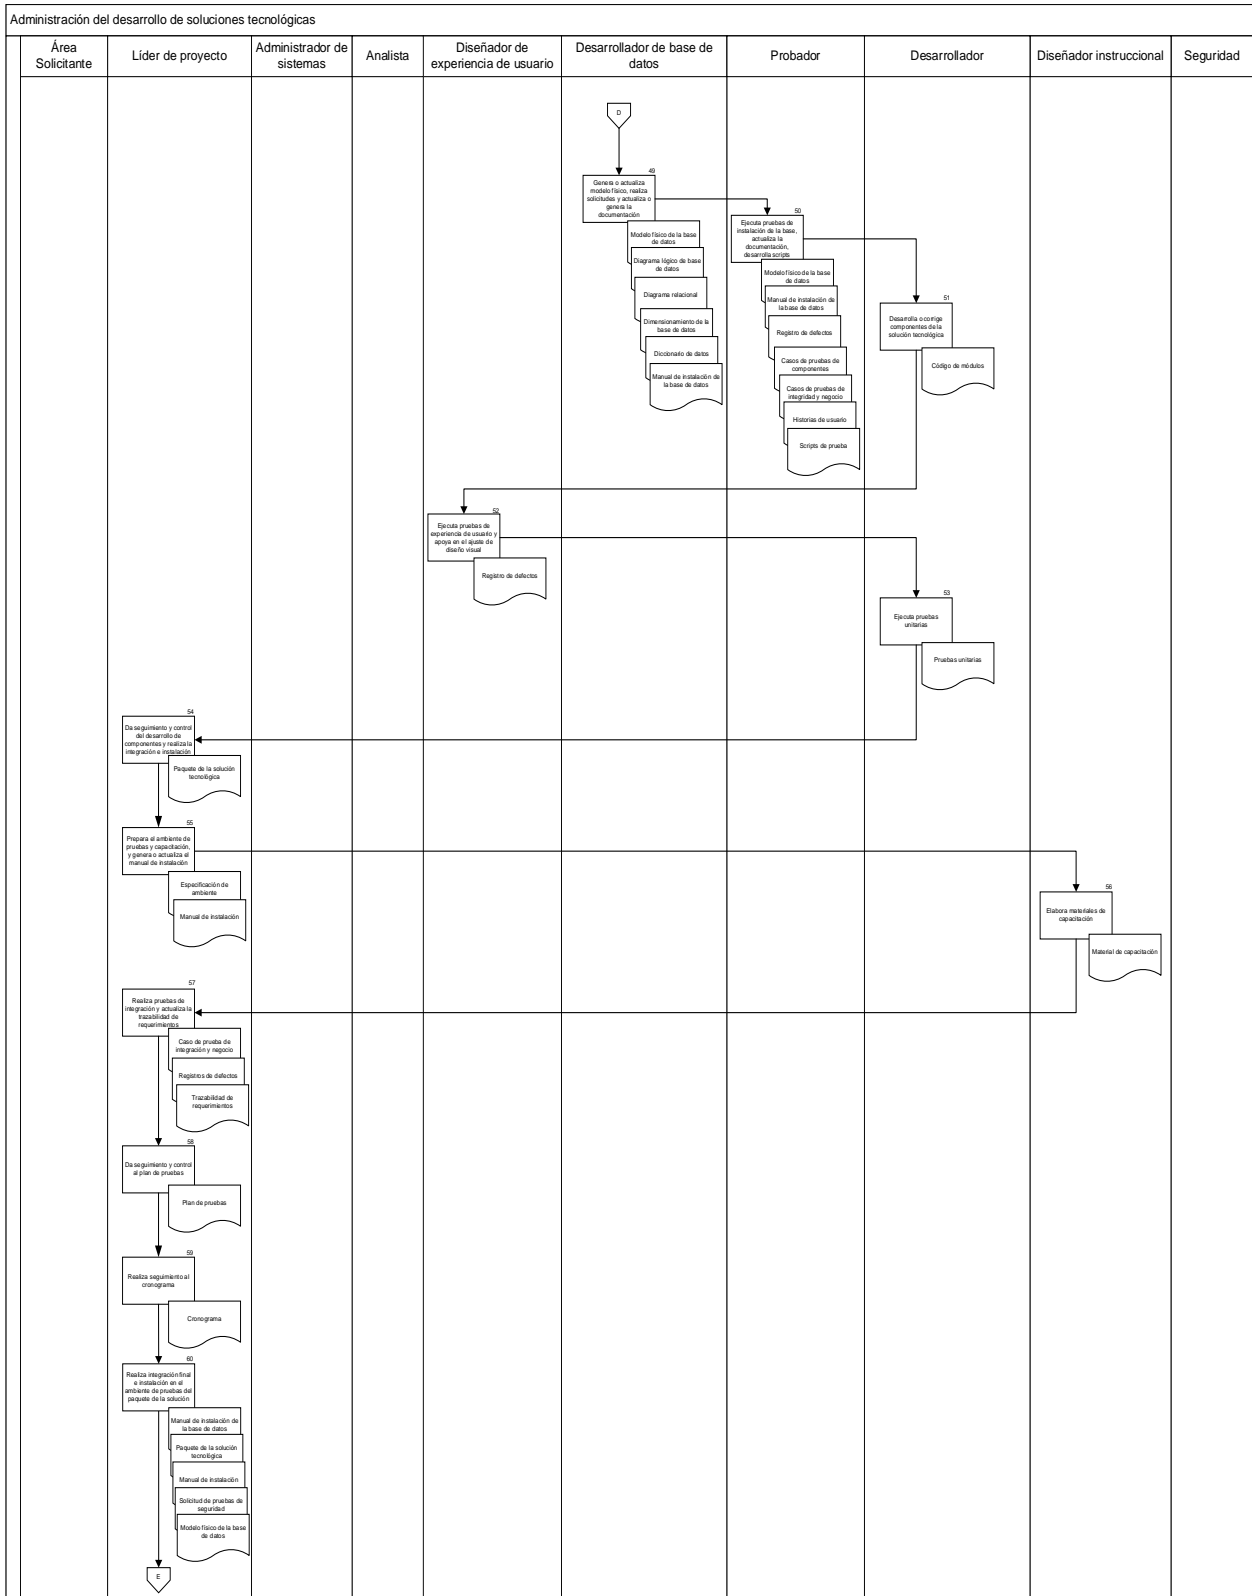 Administración del desarrollo de soluciones tecnológicas
Área
Solicitante
Líder de proyecto
Administrador de
sistemas
Analista
Diseñador de
experiencia de usuario
Desarrollador de base de
datos
Probador
Desarrollador
Diseñador instruccional
Seguridad
D
49
Genera o actualiza
modelo físico, realiza
solicitudes y actualiza o
genera la
documentación
Modelo físico de la base
de datos
Diagrama lógico de base
de datos
Diagrama relacional
Dimensionamiento de la
base de datos
Diccionario de datos
Manual de instalación de
la base de datos
50
Ejecuta pruebas de
instalación de la base,
actualiza la
documentación,
desarrolla scripts
Modelo físico de la base
de datos
Manual de instalación de
la base de datos
Registro de defectos
Casos de pruebas de
componentes
Casos de pruebas de
integridad y negocio
Historias de usuario
Scripts de prueba
51
Desarrolla o corrige
componentes de la
solución tecnológica
Código de módulos
52
Ejecuta pruebas de
experiencia de usuario y
apoya en el ajuste de
diseño visual
Registro de defectos
53
Ejecuta pruebas
unitarias
Pruebas unitarias
54
Da seguimiento y control
del desarrollo de
componentes y realiza la
integración e instalación
Paquete de la solución
tecnológica
55
Prepara el ambiente de
pruebas y capacitación,
y genera o actualiza el
manual de instalación
Especificación de
ambiente
Manual de instalación
56
Elabora materiales de
capacitación
Material de capacitación
57
Realiza pruebas de
integración y actualiza la
trazabilidad de
requerimientos
Caso de prueba de
integración y negocio
Registros de defectos
Trazabilidad de
requerimientos
58
Da seguimiento y control
al plan de pruebas
Plan de pruebas
59
Realiza seguimiento al
cronograma
Cronograma
60
Realiza integración final
e instalación en el
ambiente de pruebas del
paquete de la solución
Manual de instalación de
la base de datos
Paquete de la solución
tecnológica
Manual de instalación
Solicitud de pruebas de
seguridad
Modelo físico de la base
de datos
E